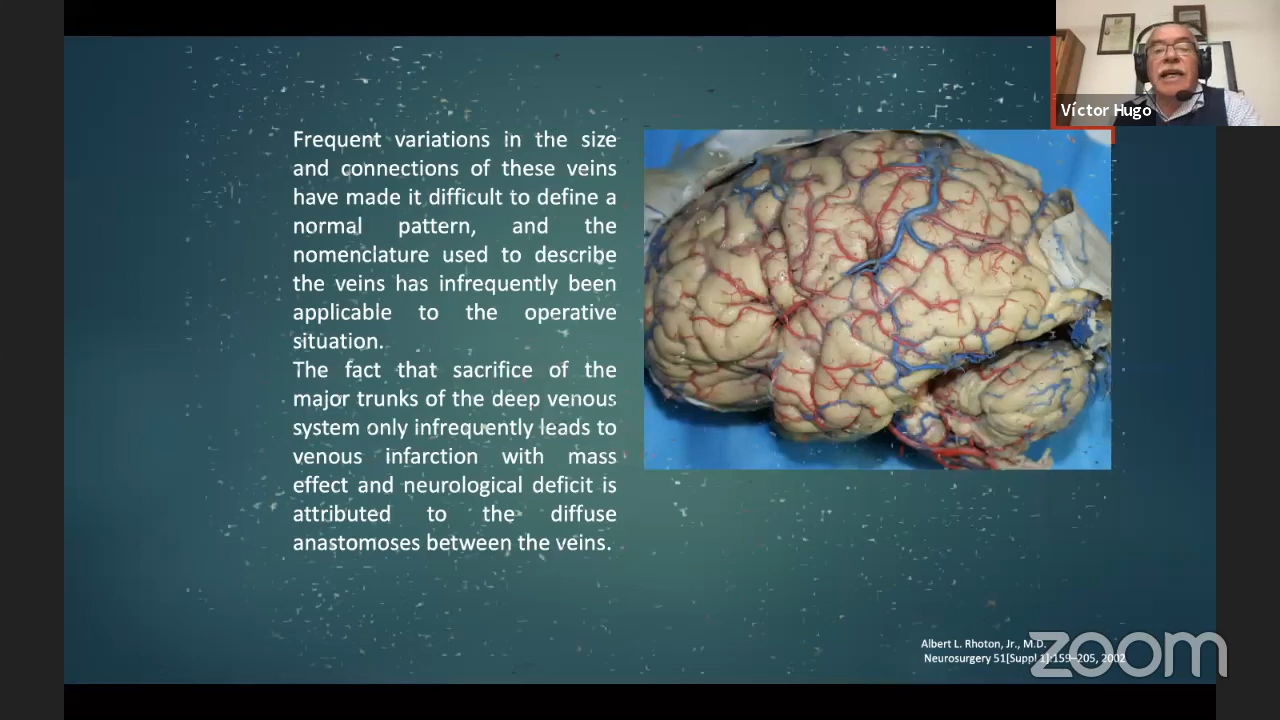 Víctor Hugo
Frequent variations in the size
and connections of these veins
have made it difficult to define a
normal pattern, and the
nomenclature used to describe
the veins has infrequently been
applicable to the operative
situation.
The fact that sacrifice of the
major trunks of the deep venous
system only infrequently leads to
venous infarction with mass
effect and neurological deficit is
attributed to the diffuse
anastomoses between the veins.
Albert L. Rhoton, Jr., M.D.
Neurosurgery 51[Suppl 1]:159–205, 2002
zoom